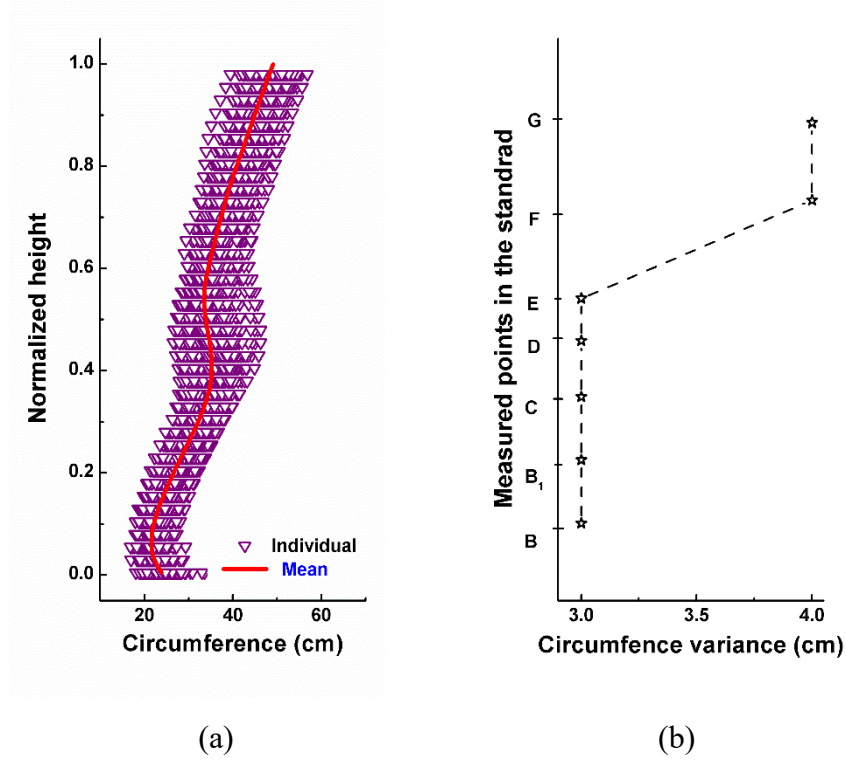 1.0
0.8
0.6
0.4
0.2
0.0
Normalized height
20 40 60
Circumference (cm)
Individual
Mean
(a)
G
F
E
D
C
B1
B
Measured points in the standrad
3.0 3.5 4.0
Circumfence variance (cm)
(b)